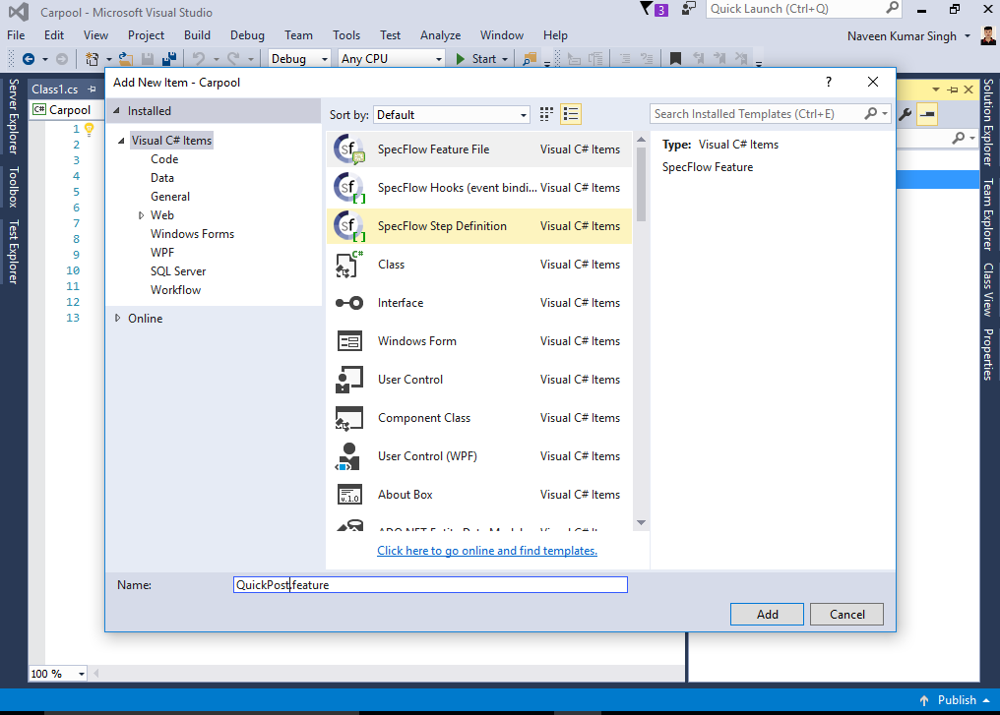 Carpool - Microsoft Visual Studio
3
Quick Launch (Ctrl+Q)
File Edit View Project Build Debug Team Tools Test Analyze Window Help
Naveen Kumar Singh
Debug Any CPU Start
Server Explorer
Toolbox
Test Explorer
Class1.cs
C# Carpool
1
2
3
4
5
6
7
8
9
10
11
12
13
Add New Item - Carpool
?
Installed
Visual C# Items
Code
Data
General
Web
Windows Forms
WPF
SQL Server
Workflow
Online
Sort by: Default
SpecFlow Feature File Visual C# Items
SpecFlow Hooks (event bindi... Visual C# Items
SpecFlow Step Definition Visual C# Items
Class Visual C# Items
Interface Visual C# Items
Windows Form Visual C# Items
User Control Visual C# Items
Component Class Visual C# Items
User Control (WPF) Visual C# Items
About Box Visual C# Items
Click here to go online and find templates.
Search Installed Templates (Ctrl+E)
Type: Visual C# Items
SpecFlow Feature
Name: QuickPost.feature
Add Cancel
Solution Explorer
Team Explorer
Class View
Properties
100 %
Publish